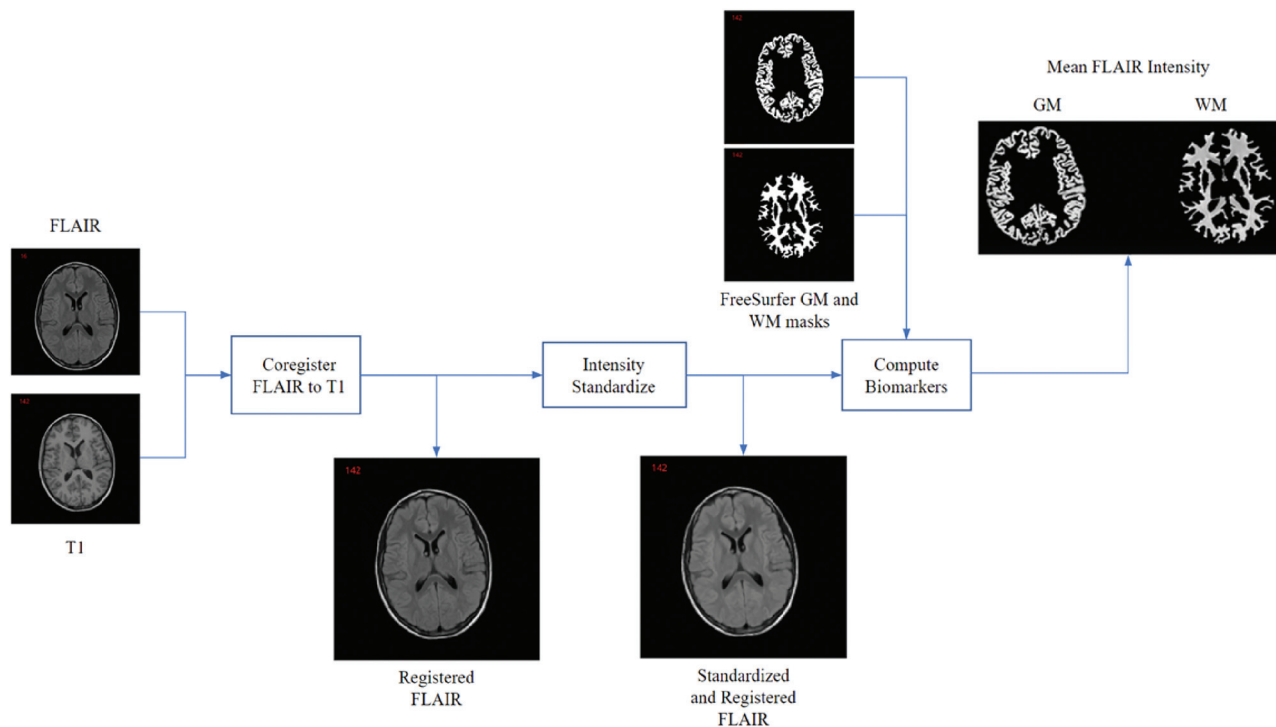 142
142
Mean FLAIR Intensity
GM
WM
FLAIR
16
142
T1
FreeSurfer GM and
WM masks
Coregister
FLAIR to T1
Intensity
Standardize
Compute
Biomarkers
142
Registered
FLAIR
142
Standardized
and Registered
FLAIR